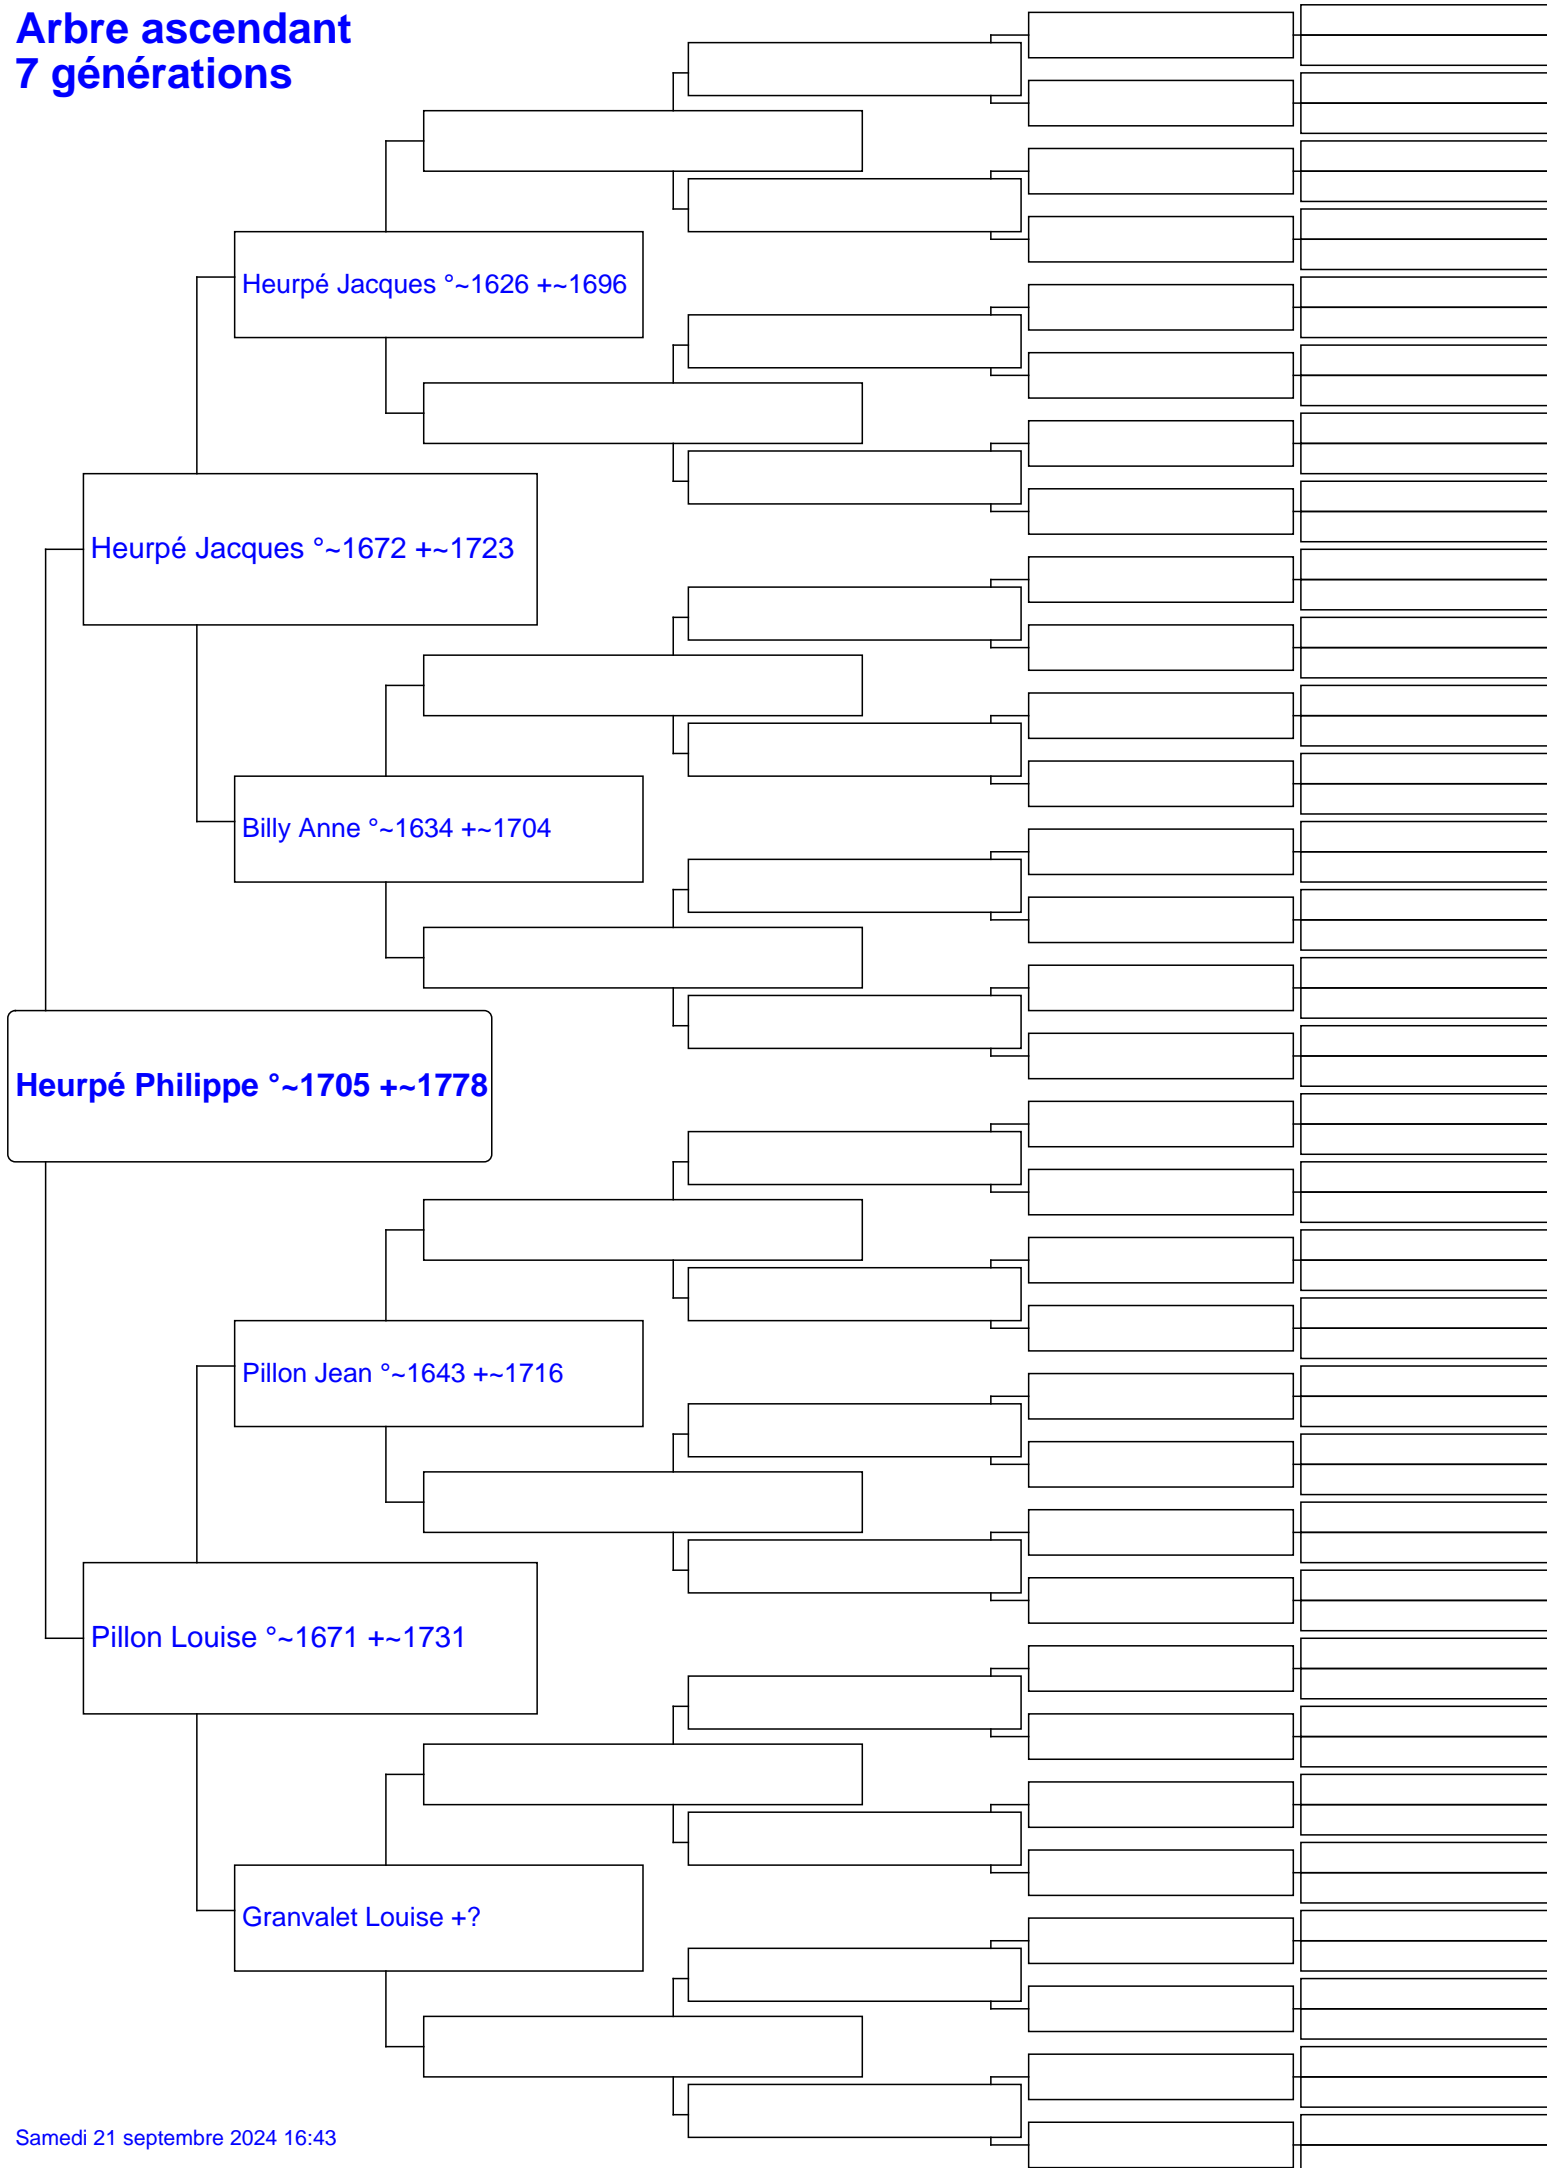 Arbre ascendant
7 générations
Heurpé Jacques °~1626 +~1696
Heurpé Jacques °~1672 +~1723
Billy Anne °~1634 +~1704
Heurpé Philippe °~1705 +~1778
Pillon Jean °~1643 +~1716
Pillon Louise °~1671 +~1731
Granvalet Louise +?
Samedi 21 septembre 2024 16:43